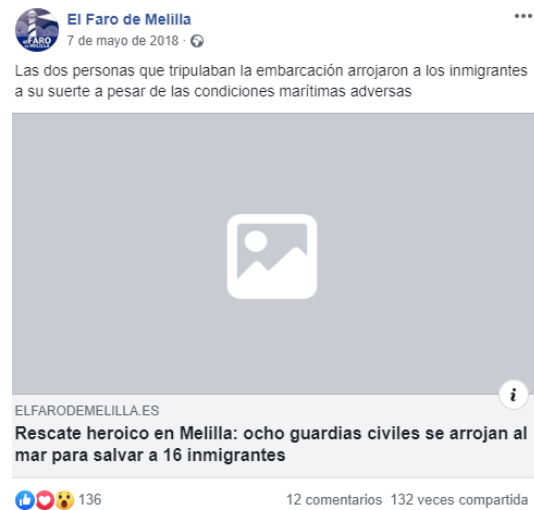 El Faro de Melilla
7 de mayo de 2018 ·
Las dos personas que tripulaban la embarcación arrojaron a los inmigrantes
a su suerte a pesar de las condiciones marítimas adversas
ELFARODEMELILLA.ES
Rescate heroico en Melilla: ocho guardias civiles se arrojan al
mar para salvar a 16 inmigrantes
136
12 comentarios 132 veces compartida